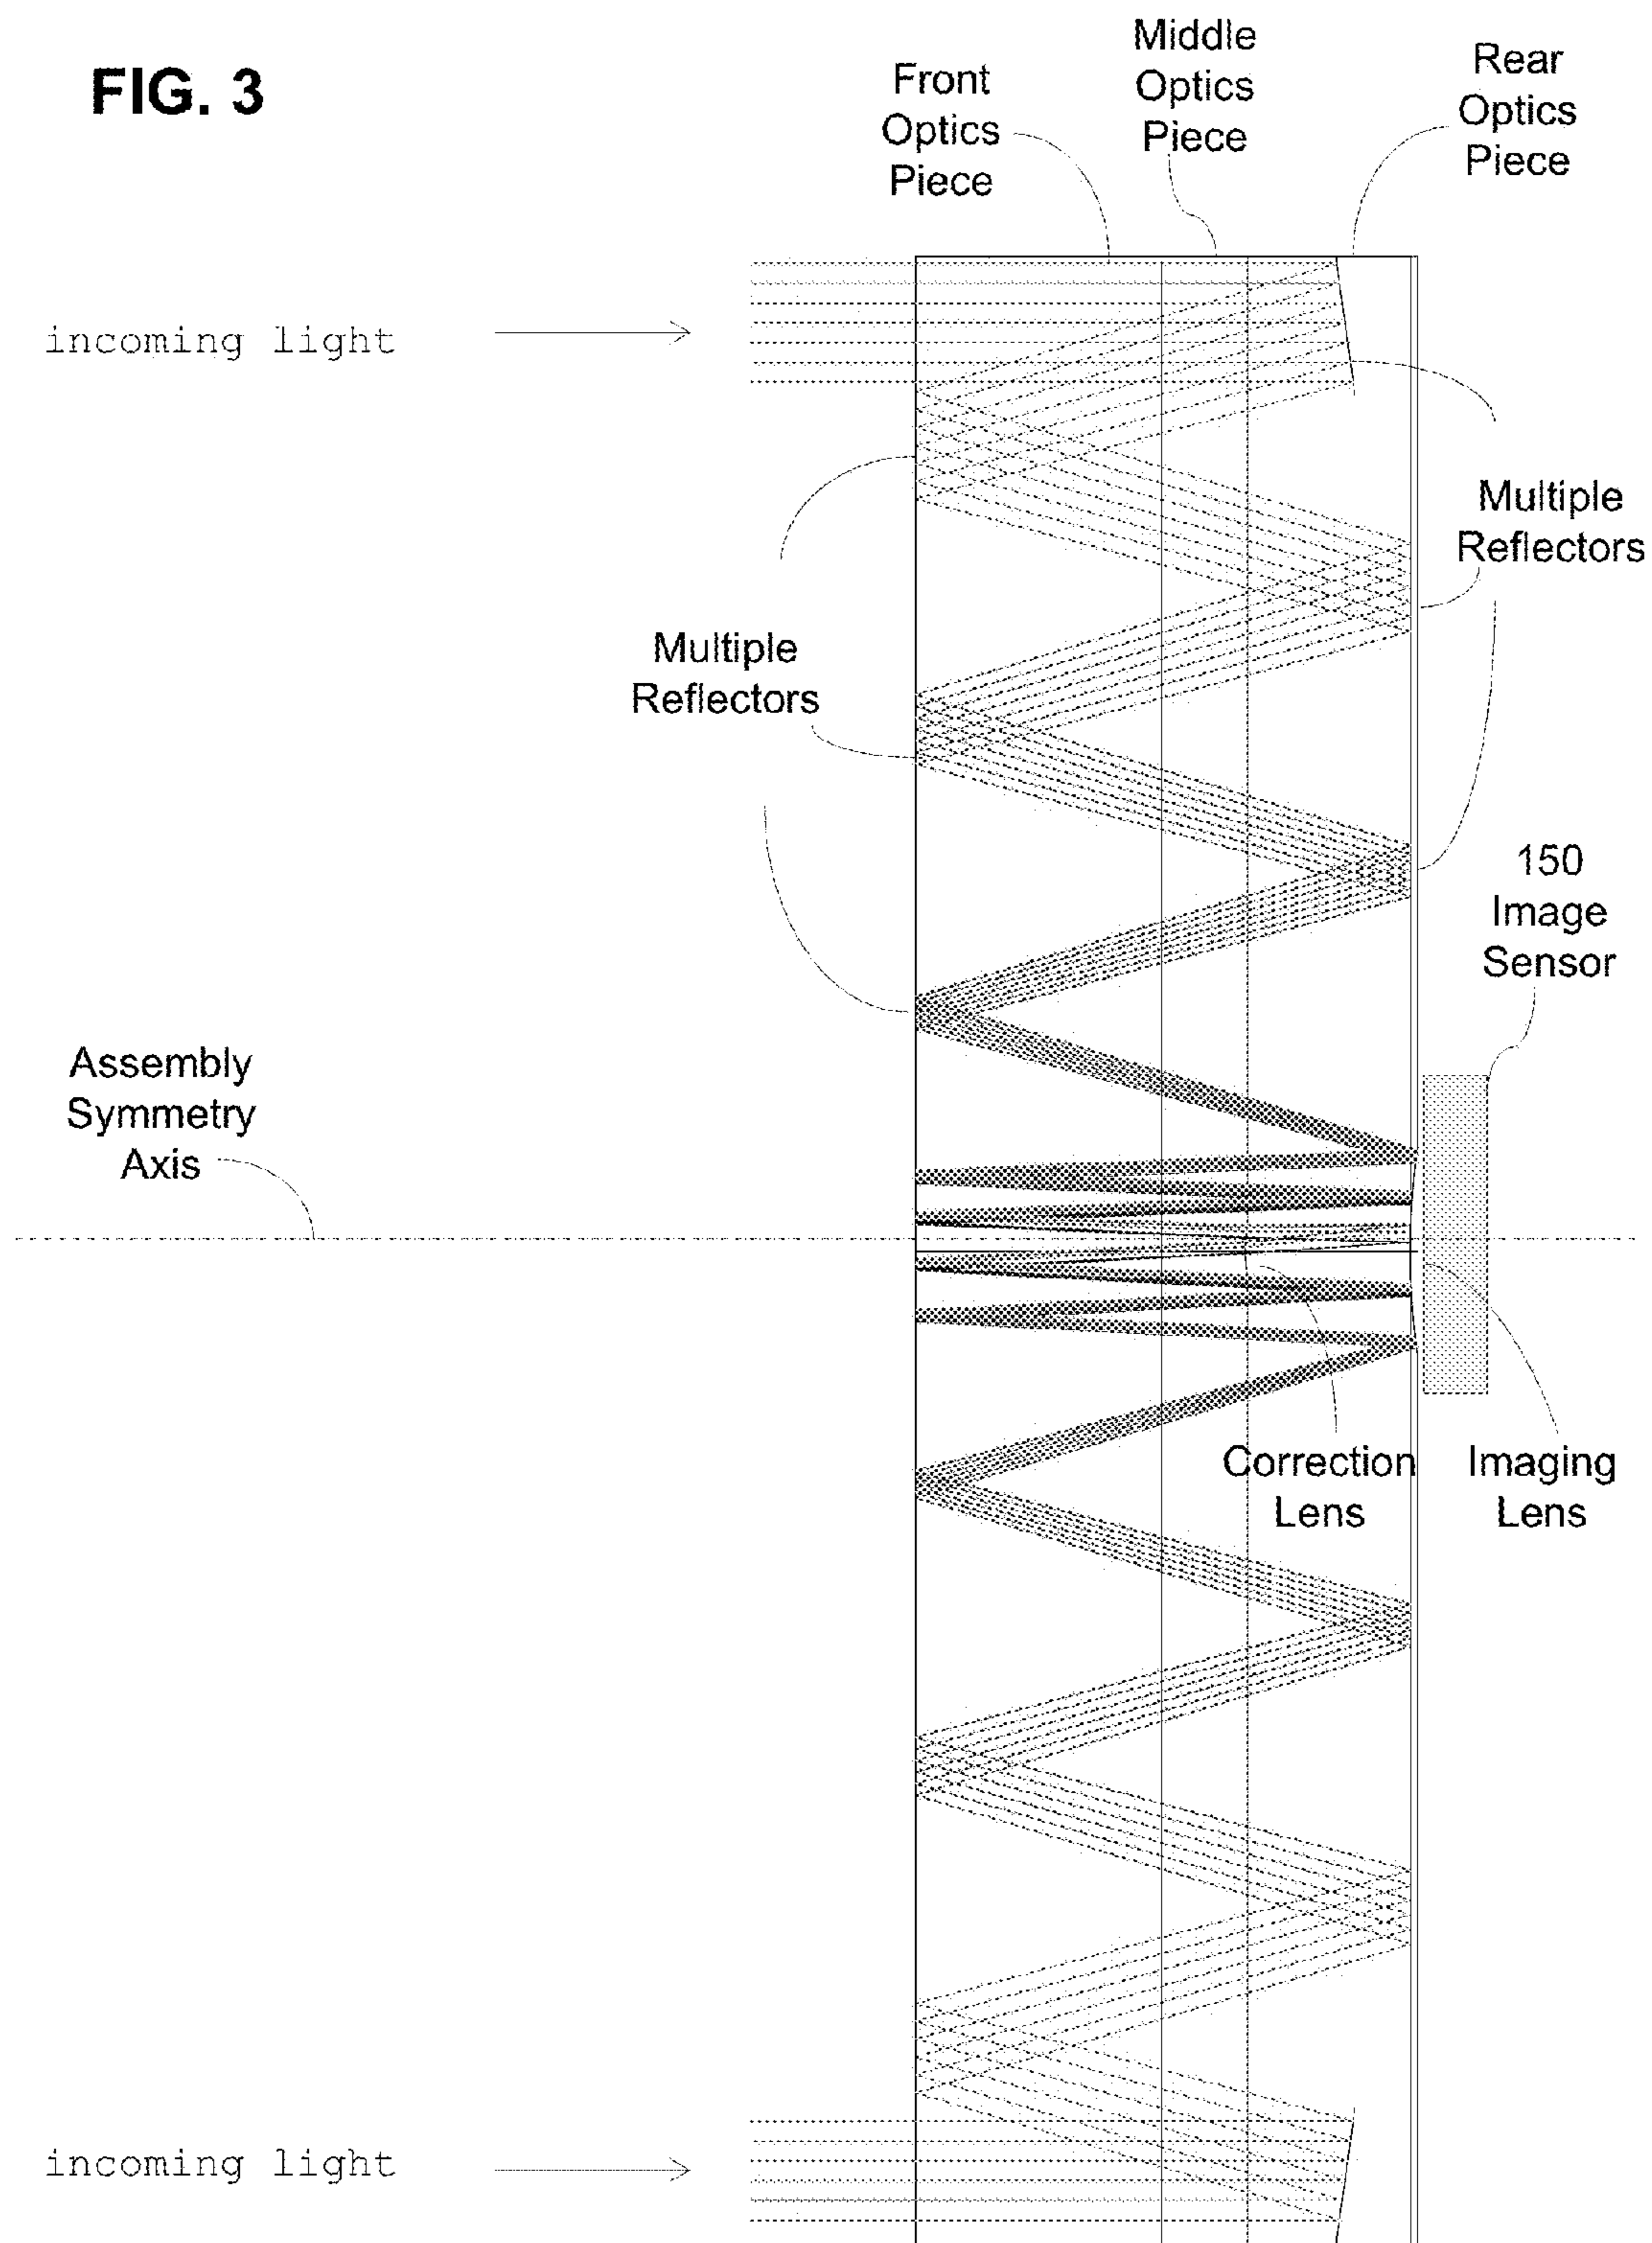 FIG. 3
Front
Optics
Piece
Middle
Optics
Piece
Rear
Optics
Piece
incoming light
Multiple
Reflectors
Multiple
Reflectors
150
Image
Sensor
Assembly
Symmetry
Axis
Correction
Lens
Imaging
Lens
incoming light